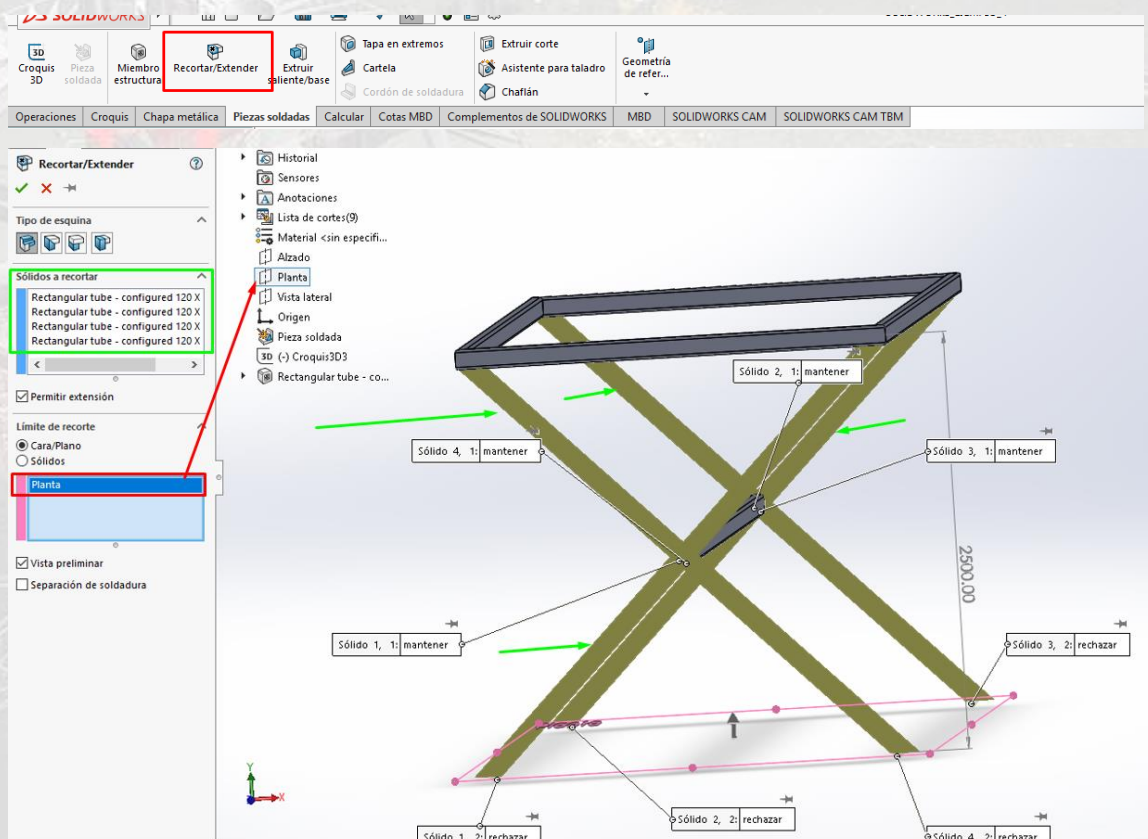 SOLIDWORKS
Croquis 3D
Pieza soldada
Miembro estructura
Recortar/Extender
Extruir saliente/base
Tapa en extremos
Cartela
Cordón de soldadura
Extruir corte
Asistente para taladro
Chaflán
Geometría de refer...
Operaciones Croquis Chapa metálica Piezas soldadas Calcular Cotas MBD Complementos de SOLIDWORKS MBD SOLIDWORKS CAM SOLIDWORKS CAM TBM
Recortar/Extender
Tipo de esquina
Sólidos a recortar
Rectangular tube - configured 120 X
Rectangular tube - configured 120 X
Rectangular tube - configured 120 X
Rectangular tube - configured 120 X
Permitir extensión
Límite de recorte
Cara/Plano
Sólidos
Planta
Vista preliminar
Separación de soldadura
Historial
Sensores
Anotaciones
Lista de cortes(9)
Material <sin especifi...
Alzado
Planta
Vista lateral
Origen
Pieza soldada
3D (-) Croquis3D3
Rectangular tube - co...
Sólido 2, 1: mantener
Sólido 4, 1: mantener
Sólido 3, 1: mantener
2500.00
Sólido 1, 1: mantener
Sólido 3, 2: rechazar
Sólido 2, 2: rechazar
Sólido 1, 2: rechazar
Sólido 4, 2: rechazar
Y
X